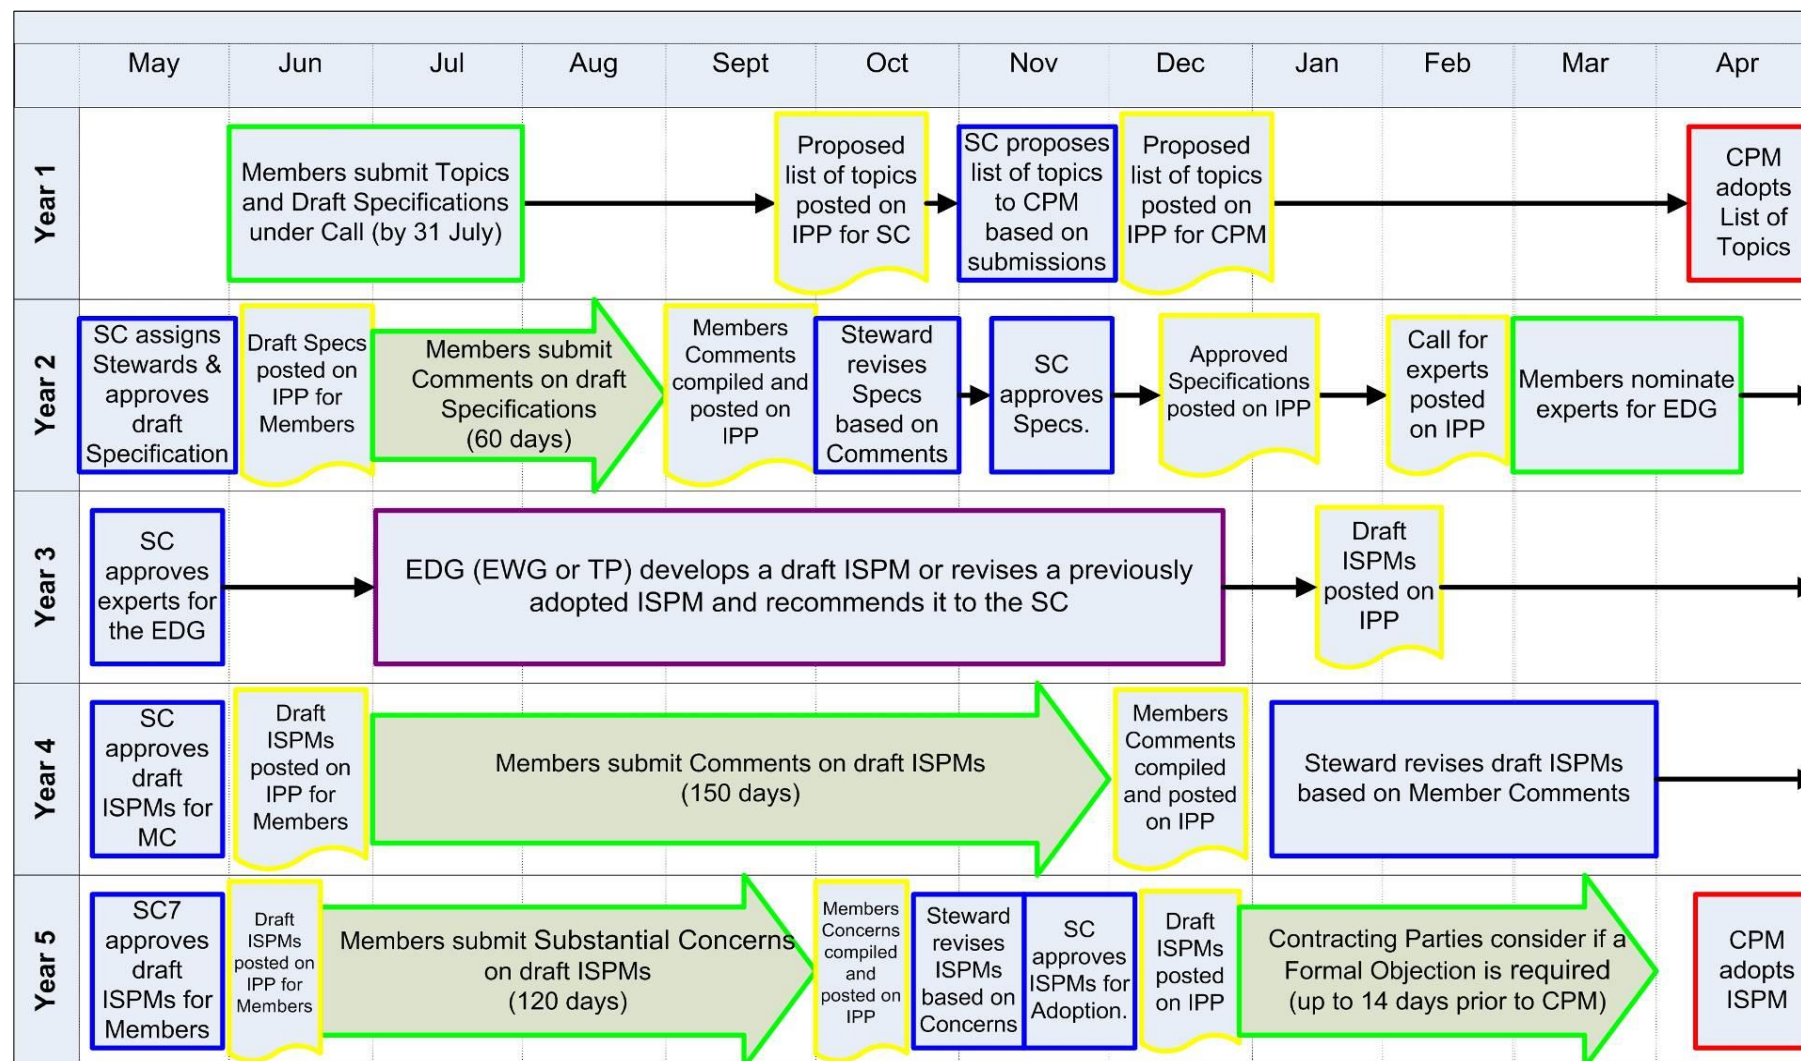 May Jun Jul Aug Sept Oct Nov Dec Jan Feb Mar Apr
Year 1
Members submit Topics
and Draft Specifications
under Call (by 31 July)
Proposed
list of topics
posted on
IPP for SC
SC proposes
list of topics
to CPM
based on
submissions
Proposed
list of topics
posted on
IPP for CPM
CPM
adopts
List of
Topics
Year 2
SC assigns
Stewards &
approves
draft
Specification
Draft Specs
posted on
IPP for
Members
Members submit
Comments on draft
Specifications
(60 days)
Members
Comments
compiled and
posted on
IPP
Steward
revises
Specs
based on
Comments
SC
approves
Specs.
Approved
Specifications
posted on IPP
Call for
experts
posted
on IPP
Members nominate
experts for EDG
Year 3
SC
approves
experts for
the EDG
EDG (EWG or TP) develops a draft ISPM or revises a previously
adopted ISPM and recommends it to the SC
Draft
ISPMs
posted on
IPP
Year 4
SC
approves
draft
ISPMs for
MC
Draft
ISPMs
posted on
IPP for
Members
Members submit Comments on draft ISPMs
(150 days)
Members
Comments
compiled
and posted
on IPP
Steward revises draft ISPMs
based on Member Comments
Year 5
SC7
approves
draft
ISPMs for
Members
Draft
ISPMs
posted on
IPP for
Members
Members submit Substantial Concerns
on draft ISPMs
(120 days)
Members
Concerns
compiled
and
posted on
IPP
Steward
revises
ISPMs
based on
Concerns
SC
approves
ISPMs for
Adoption.
Draft
ISPMs
posted
on IPP
Contracting Parties consider if a
Formal Objection is required
(up to 14 days prior to CPM)
CPM
adopts
ISPM